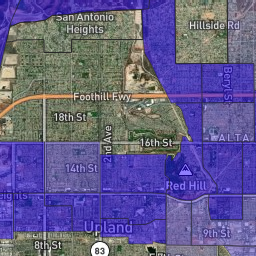 San Antonio
Heights
Hillside Rd
Beryl St
Foothill Fwy
18th St
2nd Ave
16th St
ALTA
14th St
Red Hill
Heights
Upland
9th St
8th St
83